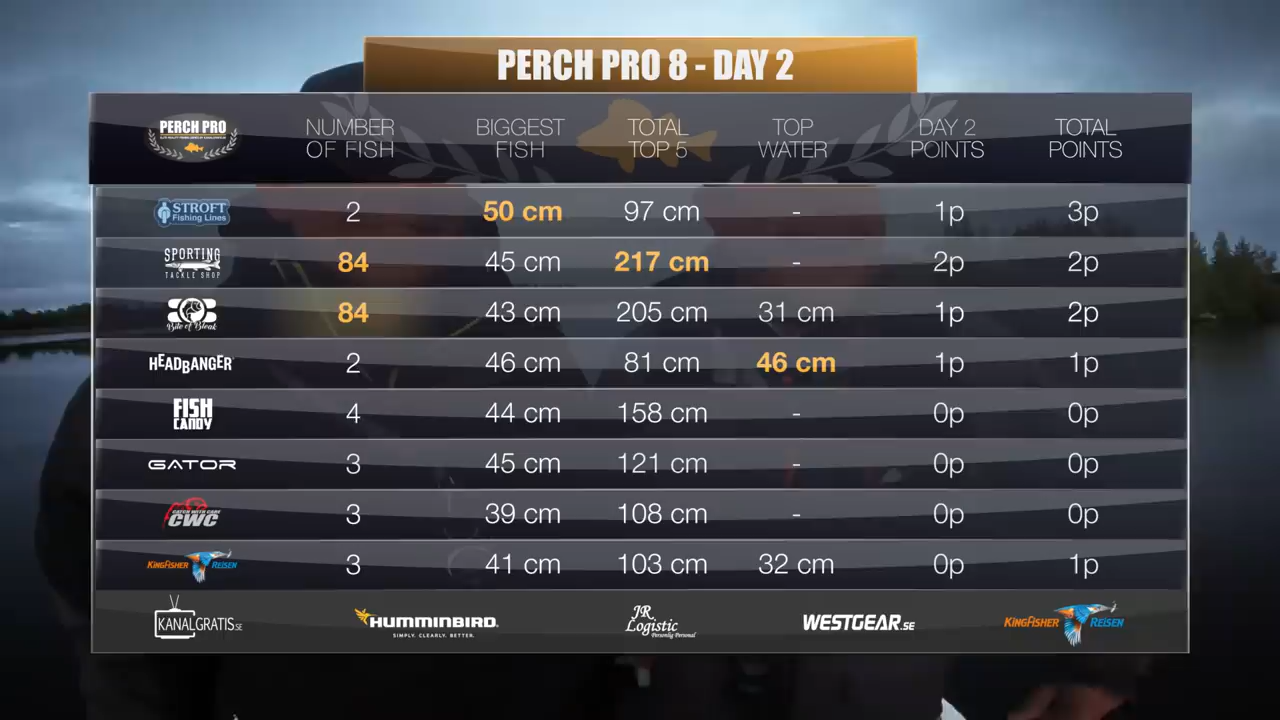 PERCH PRO 8 - DAY 2
PERCH PRO
NUMBER OF FISH
BIGGEST FISH
TOTAL TOP 5
TOP WATER
DAY 2 POINTS
TOTAL POINTS
STROFT Fishing Lines 2 50 cm 97 cm - 1p 3p
SPORTING TACKLE SHOP 84 45 cm 217 cm - 2p 2p
Bite of Bleak 84 43 cm 205 cm 31 cm 1p 2p
HEADBANGER 2 46 cm 81 cm 46 cm 1p 1p
FISH CANDY 4 44 cm 158 cm - 0p 0p
GATOR 3 45 cm 121 cm - 0p 0p
CATCH WITH CARE CWC 3 39 cm 108 cm - 0p 0p
KINGFISHER REISEN 3 41 cm 103 cm 32 cm 0p 1p
KANALGRATIS.SE HUMMINBIRD SIMPLY. CLEARLY. BETTER. JR Logistic Personlig Personal WESTGEAR.SE KINGFISHER REISEN